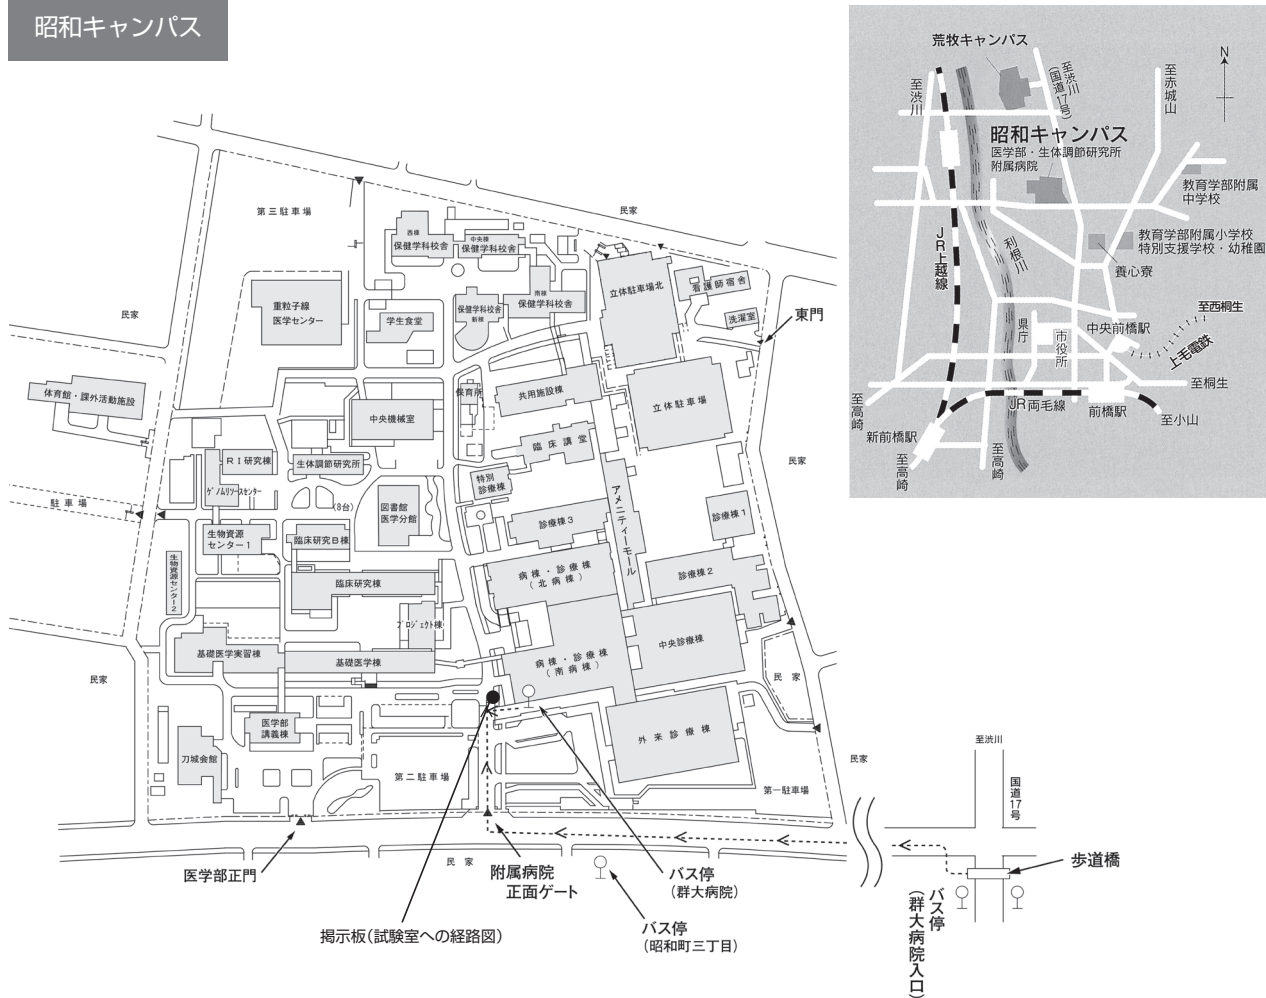 昭和キャンパス
荒牧キャンパス
至渋川
至渋川
(国道17号)
至赤城山
N
昭和キャンパス
医学部・生体調節研究所
附属病院
教育学部附属
中学校
教育学部附属小学校
特別支援学校・幼稚園
養心寮
JR上越線
利根川
県庁
市役所
中央前橋駅
至西桐生
上毛電鉄
至桐生
至高崎
JR両毛線
前橋駅
至小山
新前橋駅
至高崎
至高崎
第三駐車場
民家
西棟
保健学科校舎
中央棟
保健学科校舎
南棟
保健学科校舎
保健学科校舎
新棟
立体駐車場北
看護師宿舎
洗濯室
東門
民家
重粒子線
医学センター
学生食堂
体育館・課外活動施設
保育所
共用施設棟
立体駐車場
中央機械室
臨床講堂
民家
RI研究棟
生体調節研究所
ゲノムリソースセンター
特別
診療棟
アメニティーモール
駐車場
(8台)
図書館
医学分館
診療棟3
診療棟1
生物資源
センター1
臨床研究B棟
生物資源センター2
臨床研究棟
病棟・診療棟
(北病棟)
診療棟2
プロジェクト棟
基礎医学実習棟
基礎医学棟
病棟・診療棟
(南病棟)
中央診療棟
民家
民家
医学部
講義棟
外来診療棟
刀城会館
第二駐車場
第一駐車場
民家
至渋川
国道17号
医学部正門
民家
附属病院
正面ゲート
バス停
(群大病院)
歩道橋
掲示板(試験室への経路図)
バス停
(昭和町三丁目)
バス停
(群大病院入口)